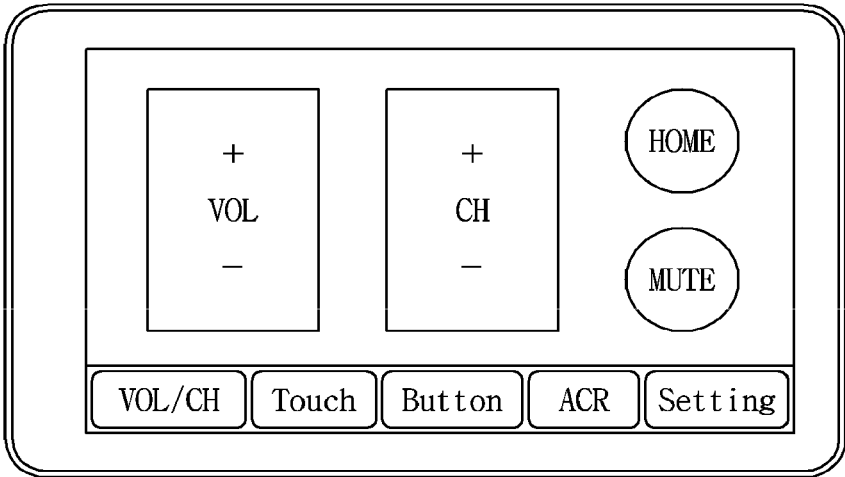 + + HOME
VOL CH
− − MUTE
VOL/CH Touch Button ACR Setting